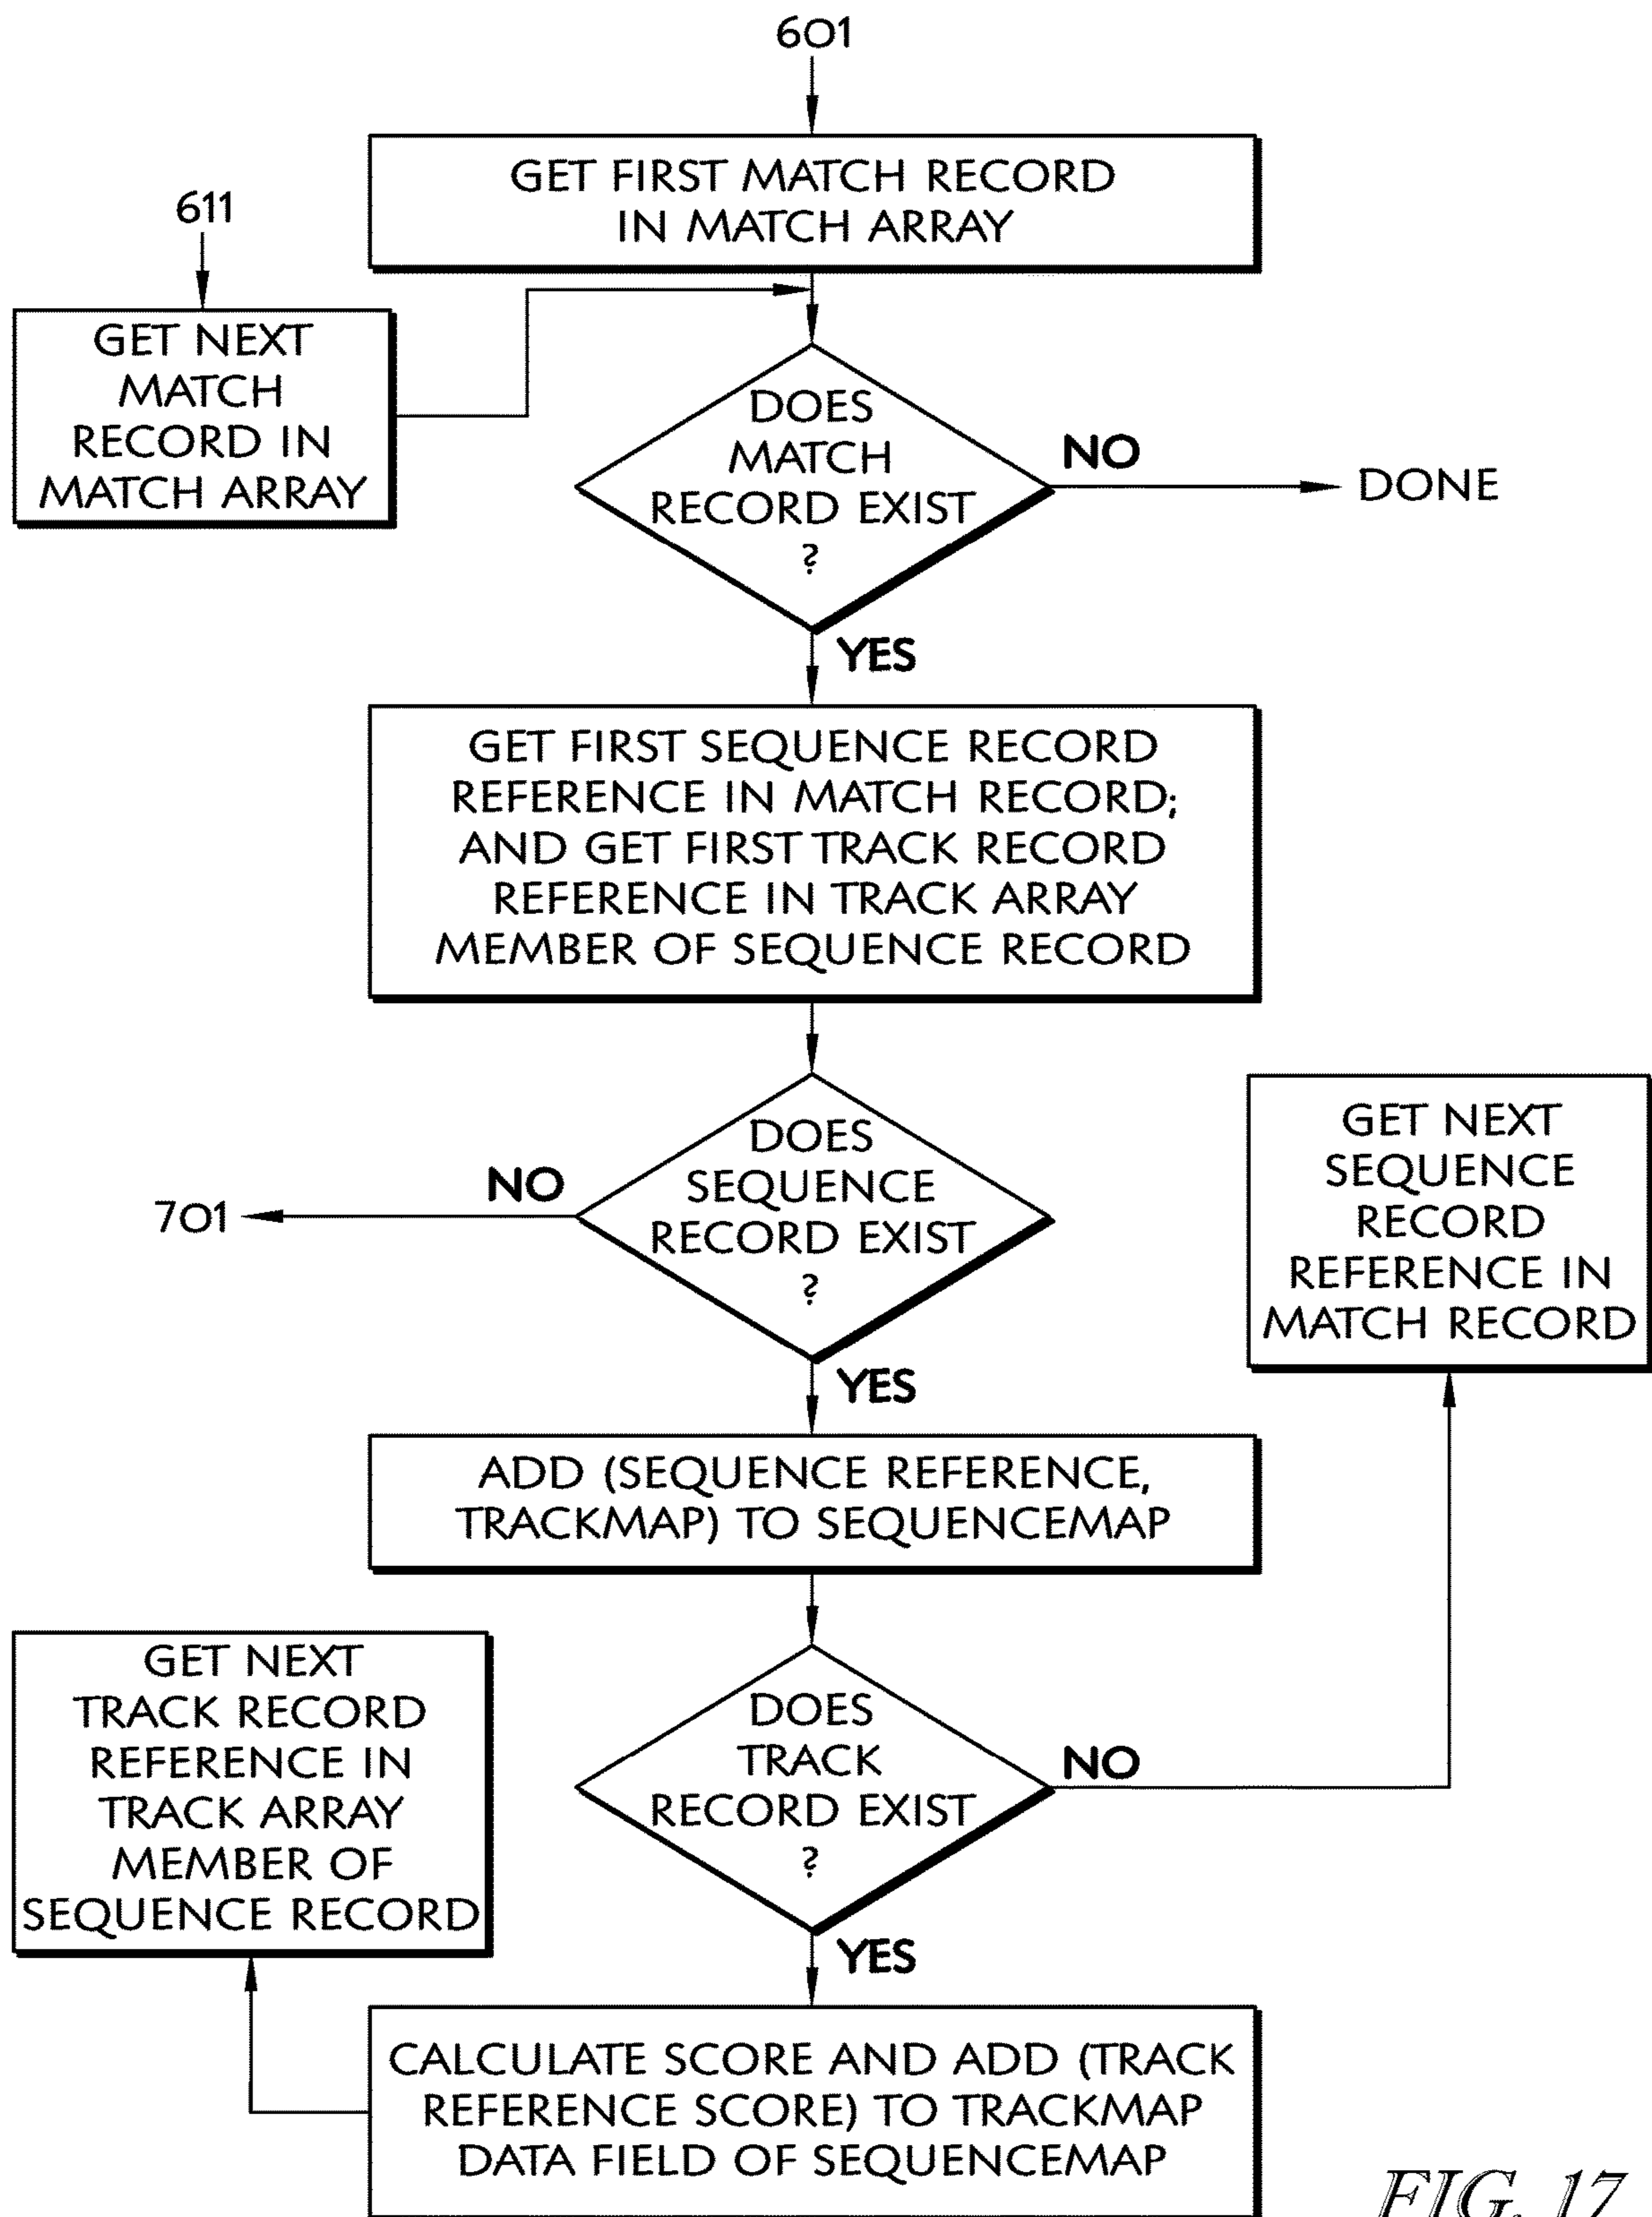 601
GET FIRST MATCH RECORD
IN MATCH ARRAY
611
GET NEXT
MATCH
RECORD IN
MATCH ARRAY
DOES
MATCH
RECORD EXIST
?
NO
DONE
YES
GET FIRST SEQUENCE RECORD
REFERENCE IN MATCH RECORD;
AND GET FIRST TRACK RECORD
REFERENCE IN TRACK ARRAY
MEMBER OF SEQUENCE RECORD
DOES
SEQUENCE
RECORD EXIST
?
NO
701
YES
GET NEXT
SEQUENCE
RECORD
REFERENCE IN
MATCH RECORD
ADD (SEQUENCE REFERENCE,
TRACKMAP) TO SEQUENCEMAP
GET NEXT
TRACK RECORD
REFERENCE IN
TRACK ARRAY
MEMBER OF
SEQUENCE RECORD
DOES
TRACK
RECORD EXIST
?
NO
YES
CALCULATE SCORE AND ADD (TRACK
REFERENCE SCORE) TO TRACKMAP
DATA FIELD OF SEQUENCEMAP
FIG. 17